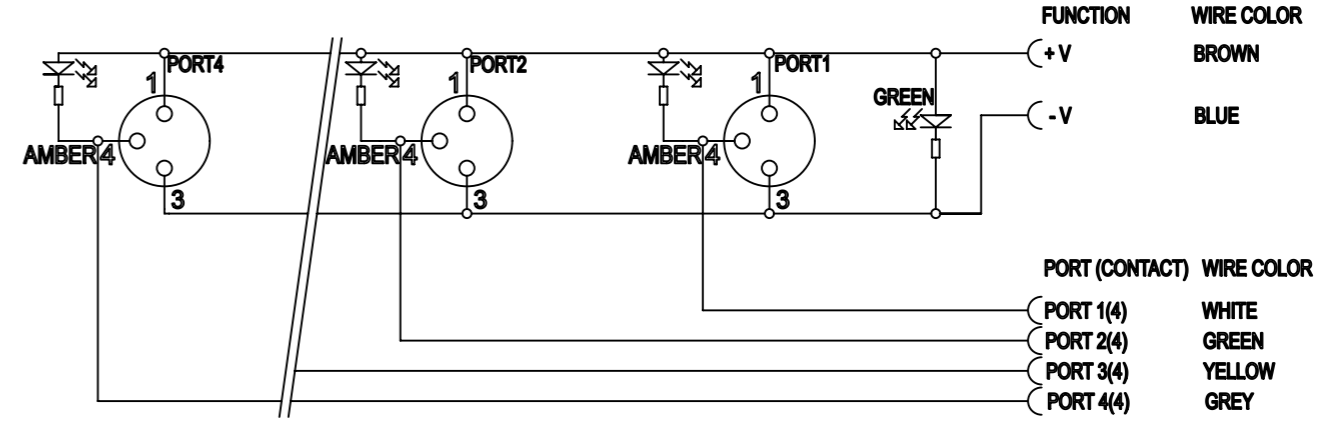 FUNCTION WIRE COLOR
PORT4 PORT2 PORT1 +V BROWN
1 1 1
GREEN
-V BLUE
AMBER 4 AMBER 4 AMBER 4
3 3 3
PORT (CONTACT) WIRE COLOR
PORT 1(4) WHITE
PORT 2(4) GREEN
PORT 3(4) YELLOW
PORT 4(4) GREY